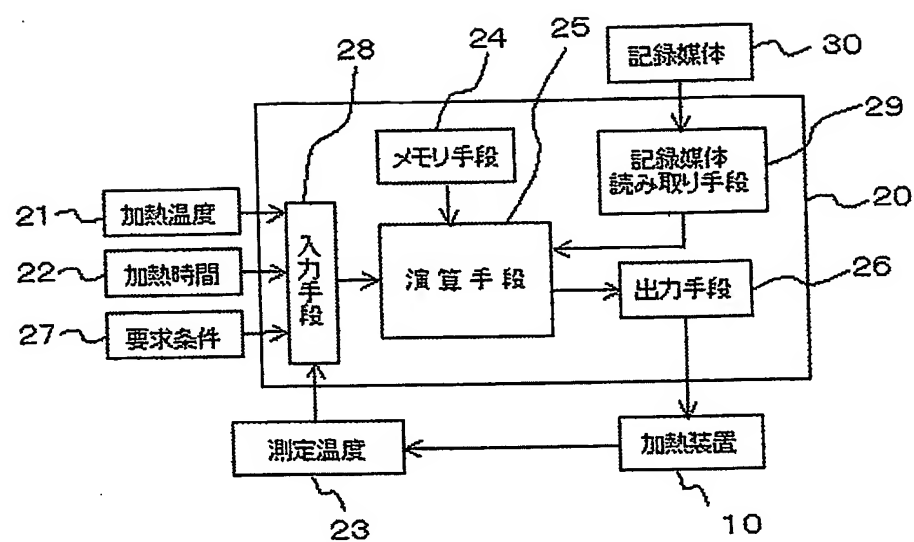 記録媒体
30
28
24
25
メモリ手段
記録媒体
読み取り手段
29
20
21
加熱温度
22
加熱時間
27
要求条件
入力手段
演算手段
出力手段
26
測定温度
23
加熱装置
10